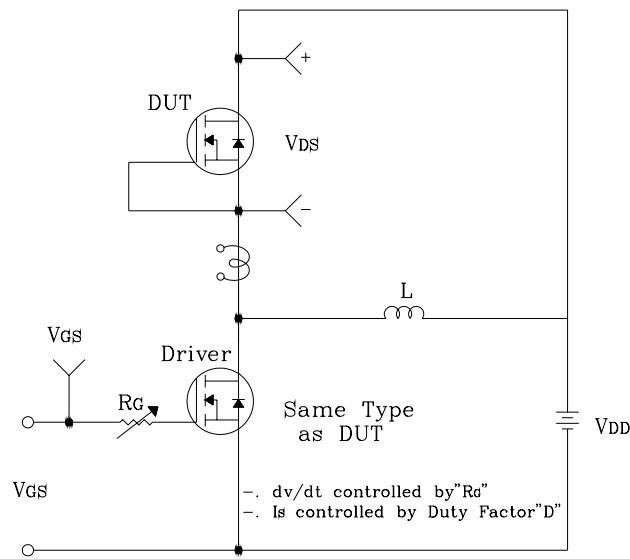 +
DUT
VDS
−
L
VGS
Driver
RG
Same Type
as DUT
VDD
VGS
−. dv/dt controlled by"RG"
−. Is controlled by Duty Factor"D"